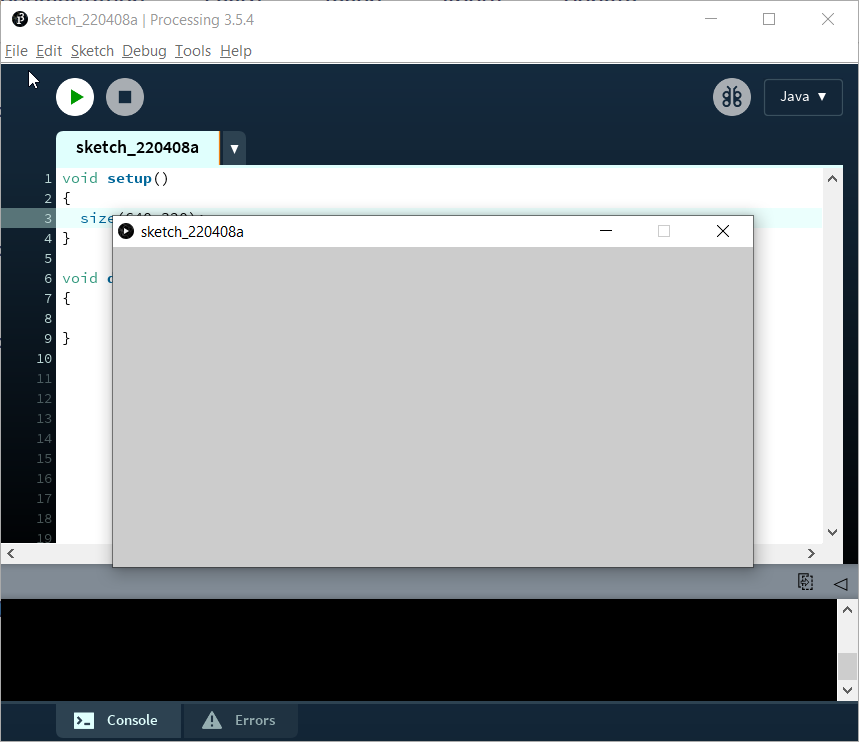 sketch_220408a | Processing 3.5.4
File Edit Sketch Debug Tools Help
Java ▼
sketch_220408a ▼
1 void setup()
2 {
3 size
4 }
5
6 void
7 {
8
9 }
10
11
12
13
14
15
16
17
18
19
sketch_220408a
Console
Errors